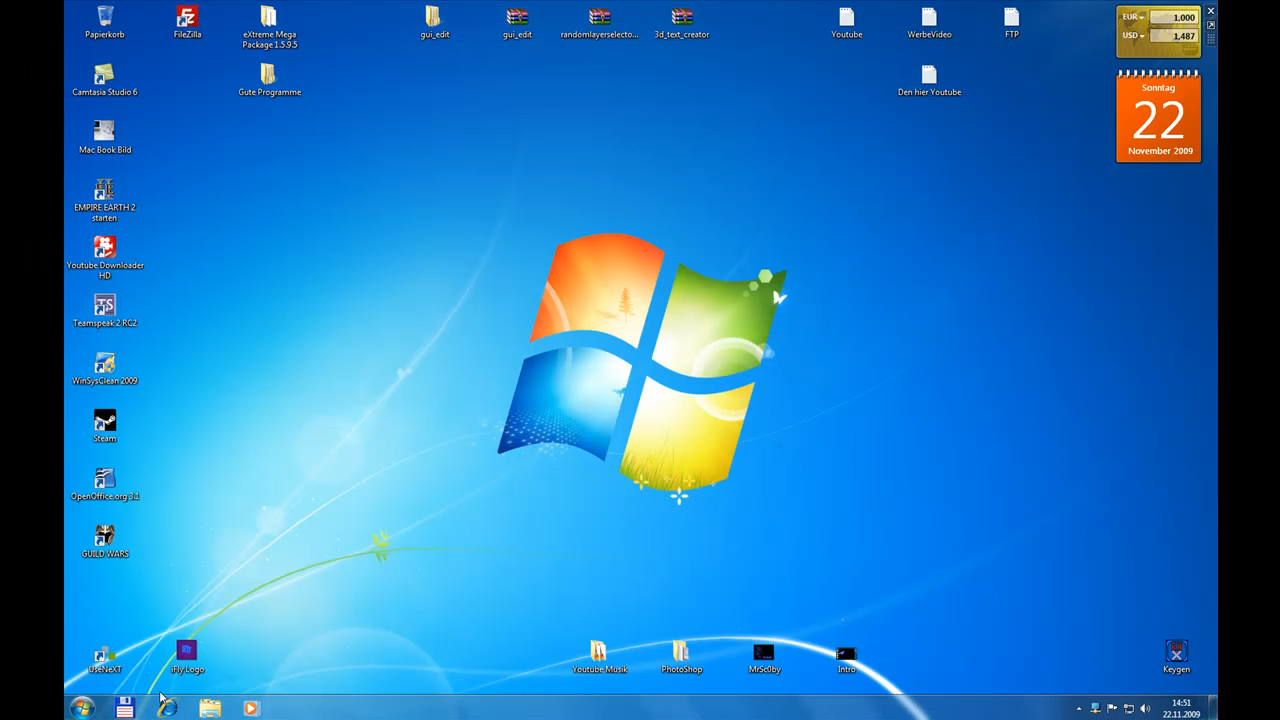 Papierkorb
FileZilla
eXtreme Mega
Package 1.5.9.5
gui_edit
gui_edit
randomlayerselecto...
3d_text_creator
Youtube
WerbeVideo
FTP
EUR
1,000
USD
1,487
Camtasia Studio 6
Gute Programme
Den hier Youtube
Sonntag
22
November 2009
Mac Book Bild
EMPIRE EARTH 2
starten
Youtube Downloader
HD
Teamspeak 2 RC2
WinSysClean 2009
Steam
OpenOffice.org 3.1
GUILD WARS
UseNeXT
iFly Logo
Youtube Musik
PhotoShop
MrSc0by
Intro
Keygen
14:51
22.11.2009